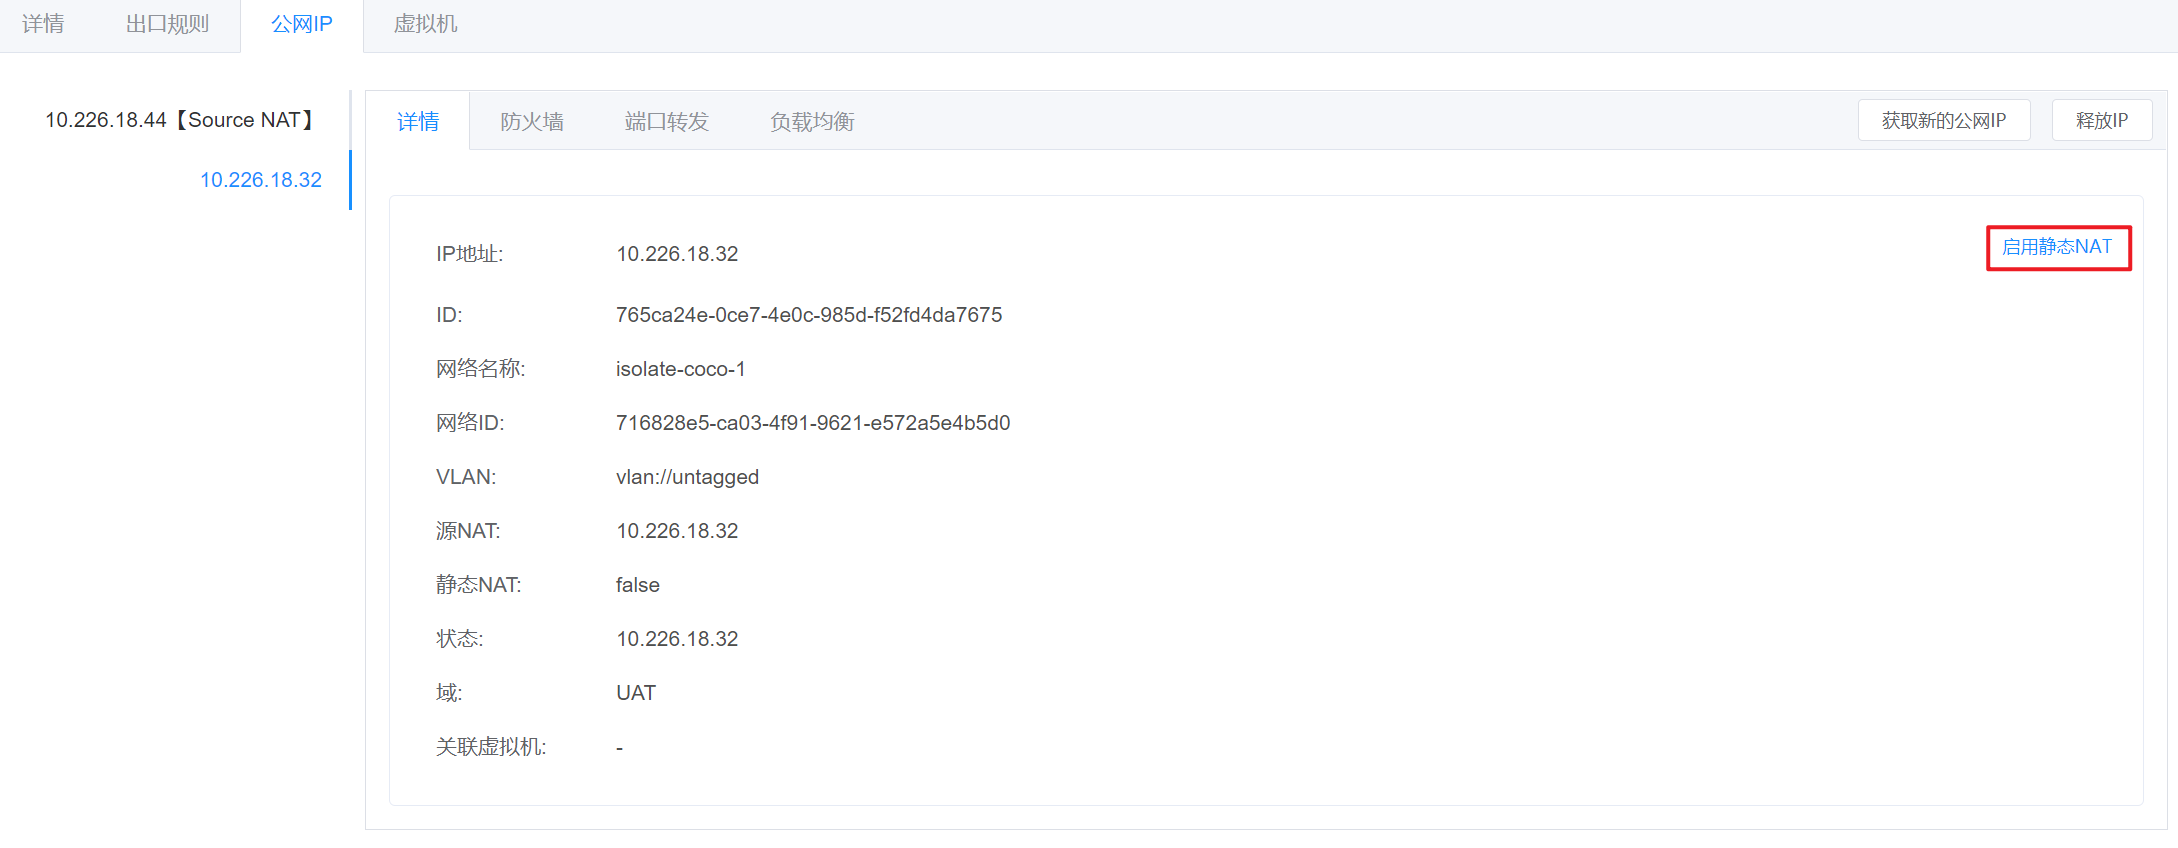 详情 出口规则 公网IP 虚拟机
10.226.18.44【Source NAT】
10.226.18.32
详情 防火墙 端口转发 负载均衡 获取新的公网IP 释放IP
启用静态NAT
IP地址: 10.226.18.32
ID: 765ca24e-0ce7-4e0c-985d-f52fd4da7675
网络名称: isolate-coco-1
网络ID: 716828e5-ca03-4f91-9621-e572a5e4b5d0
VLAN: vlan://untagged
源NAT: 10.226.18.32
静态NAT: false
状态: 10.226.18.32
域: UAT
关联虚拟机: -